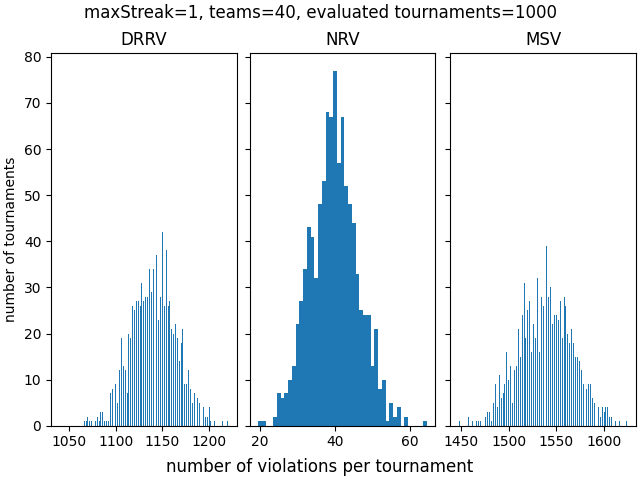 maxStreak=1, teams=40, evaluated tournaments=1000
DRRV NRV MSV
80
70
60
50
40
30
20
10
0
number of tournaments
1050 1100 1150 1200 20 40 60 1450 1500 1550 1600
number of violations per tournament